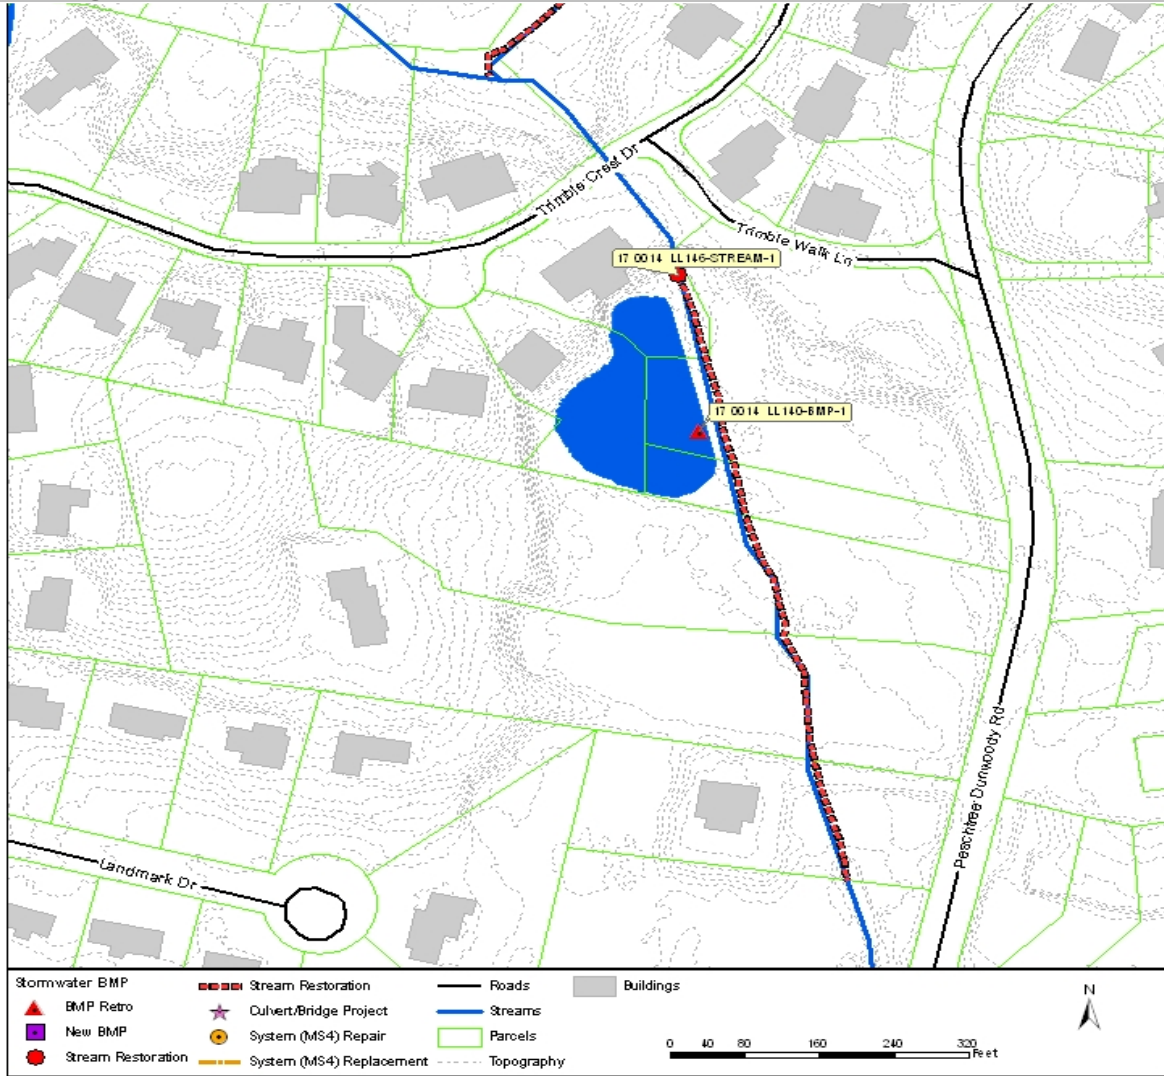 Trimble Crest Dr
Trimble Walk Ln
17 0014 LL146-STREAM-1
17 0014 LL140-BMP-1
Peachtree Dunwoody Rd
Landmark Dr
Stormwater BMP
BMP Retro
New BMP
Stream Restoration
Stream Restoration
Culvert/Bridge Project
System (MS4) Repair
System (MS4) Replacement
Roads
Streams
Parcels
Topography
Buildings
N
0 40 80 160 240 320
Feet